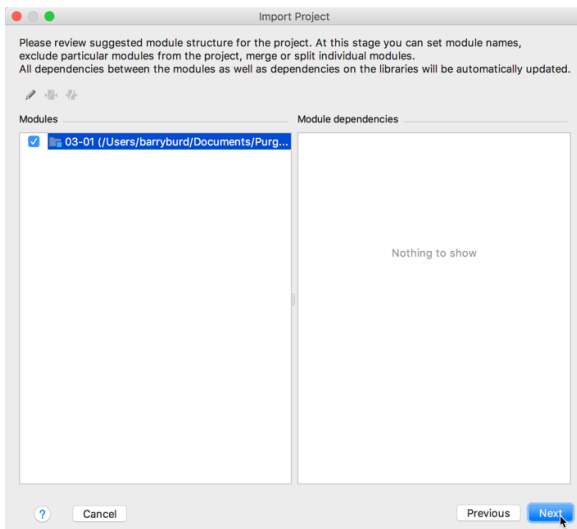 Import Project
Please review suggested module structure for the project. At this stage you can set module names,
exclude particular modules from the project, merge or split individual modules.
All dependencies between the modules as well as dependencies on the libraries will be automatically updated.
Modules
Module dependencies
03-01 (/Users/barryburd/Documents/Purg...
Nothing to show
?
Cancel
Previous
Next